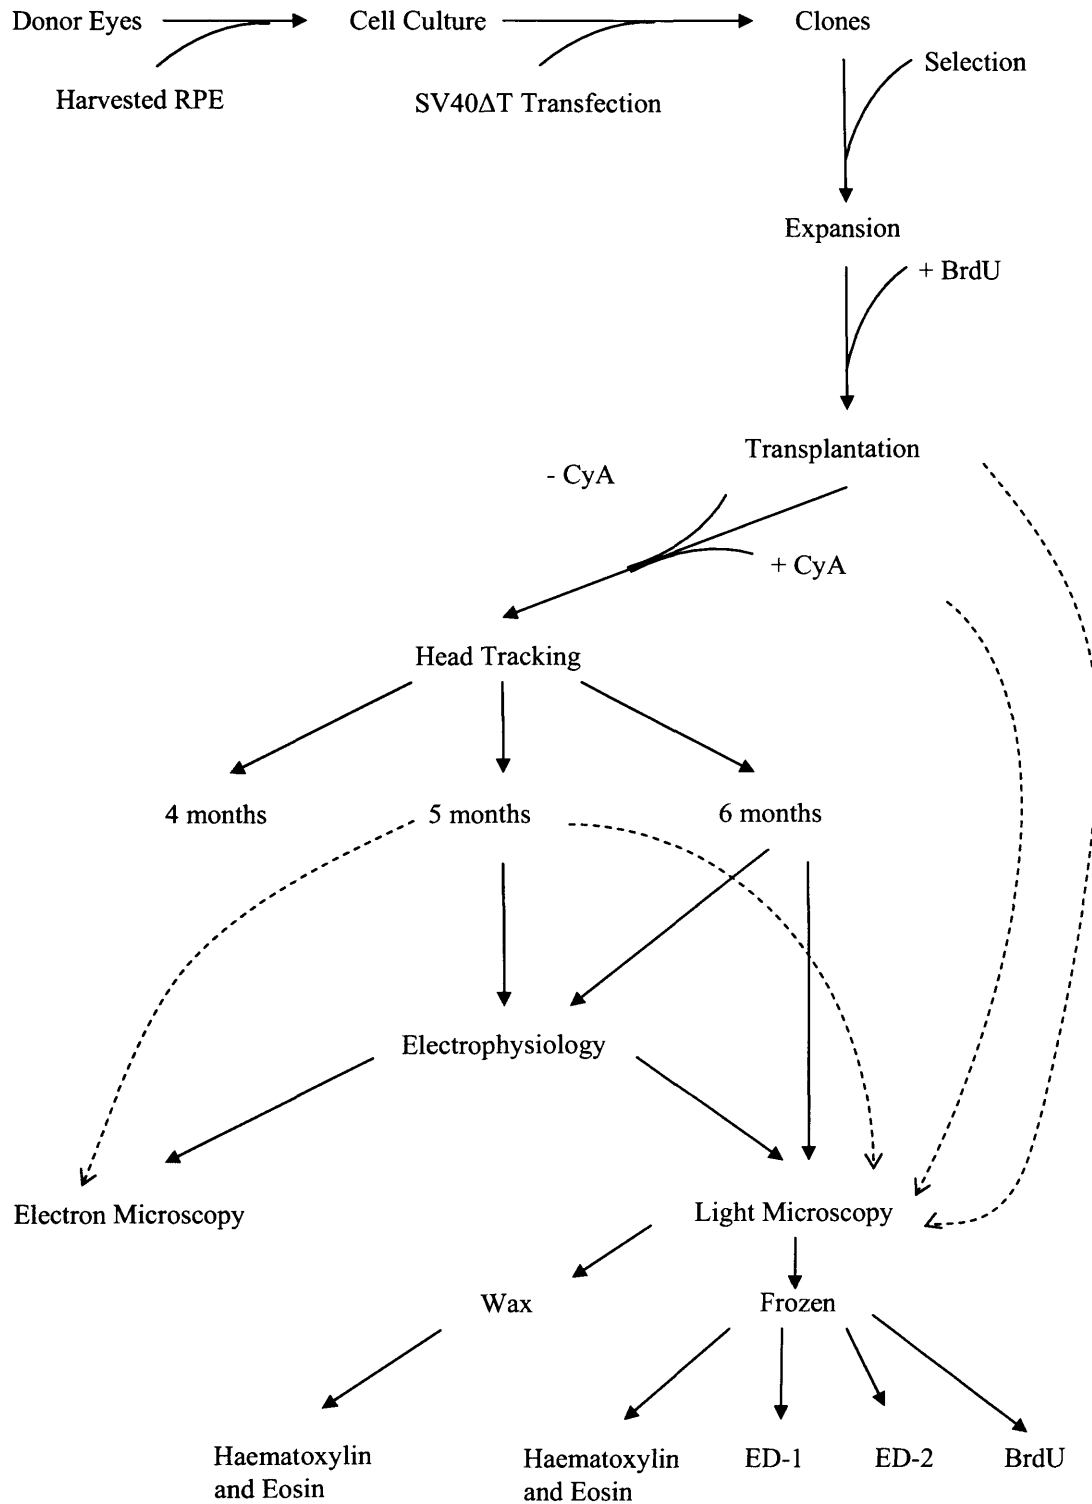 Donor Eyes
Cell Culture
Clones
Selection
Harvested RPE
SV40ΔT Transfection
Expansion
+ BrdU
Transplantation
- CyA
+ CyA
Head Tracking
4 months
5 months
6 months
Electrophysiology
Electron Microscopy
Light Microscopy
Wax
Frozen
Haematoxylin
and Eosin
Haematoxylin
and Eosin
ED-1
ED-2
BrdU